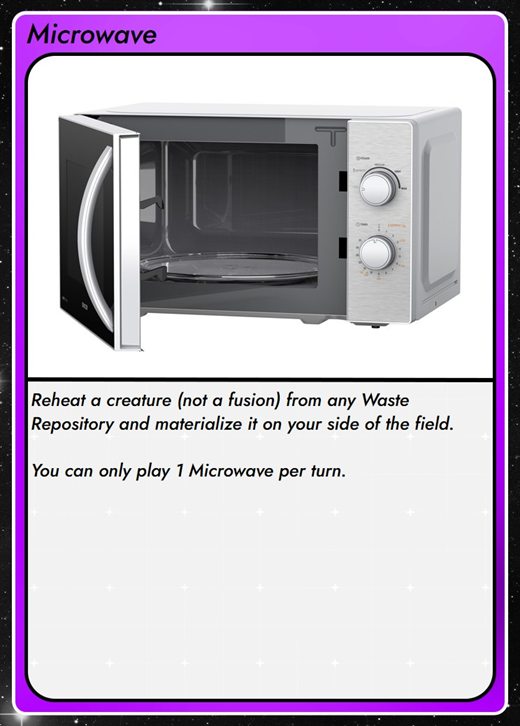 Microwave
Reheat a creature (not a fusion) from any Waste
Repository and materialize it on your side of the field.
You can only play 1 Microwave per turn.